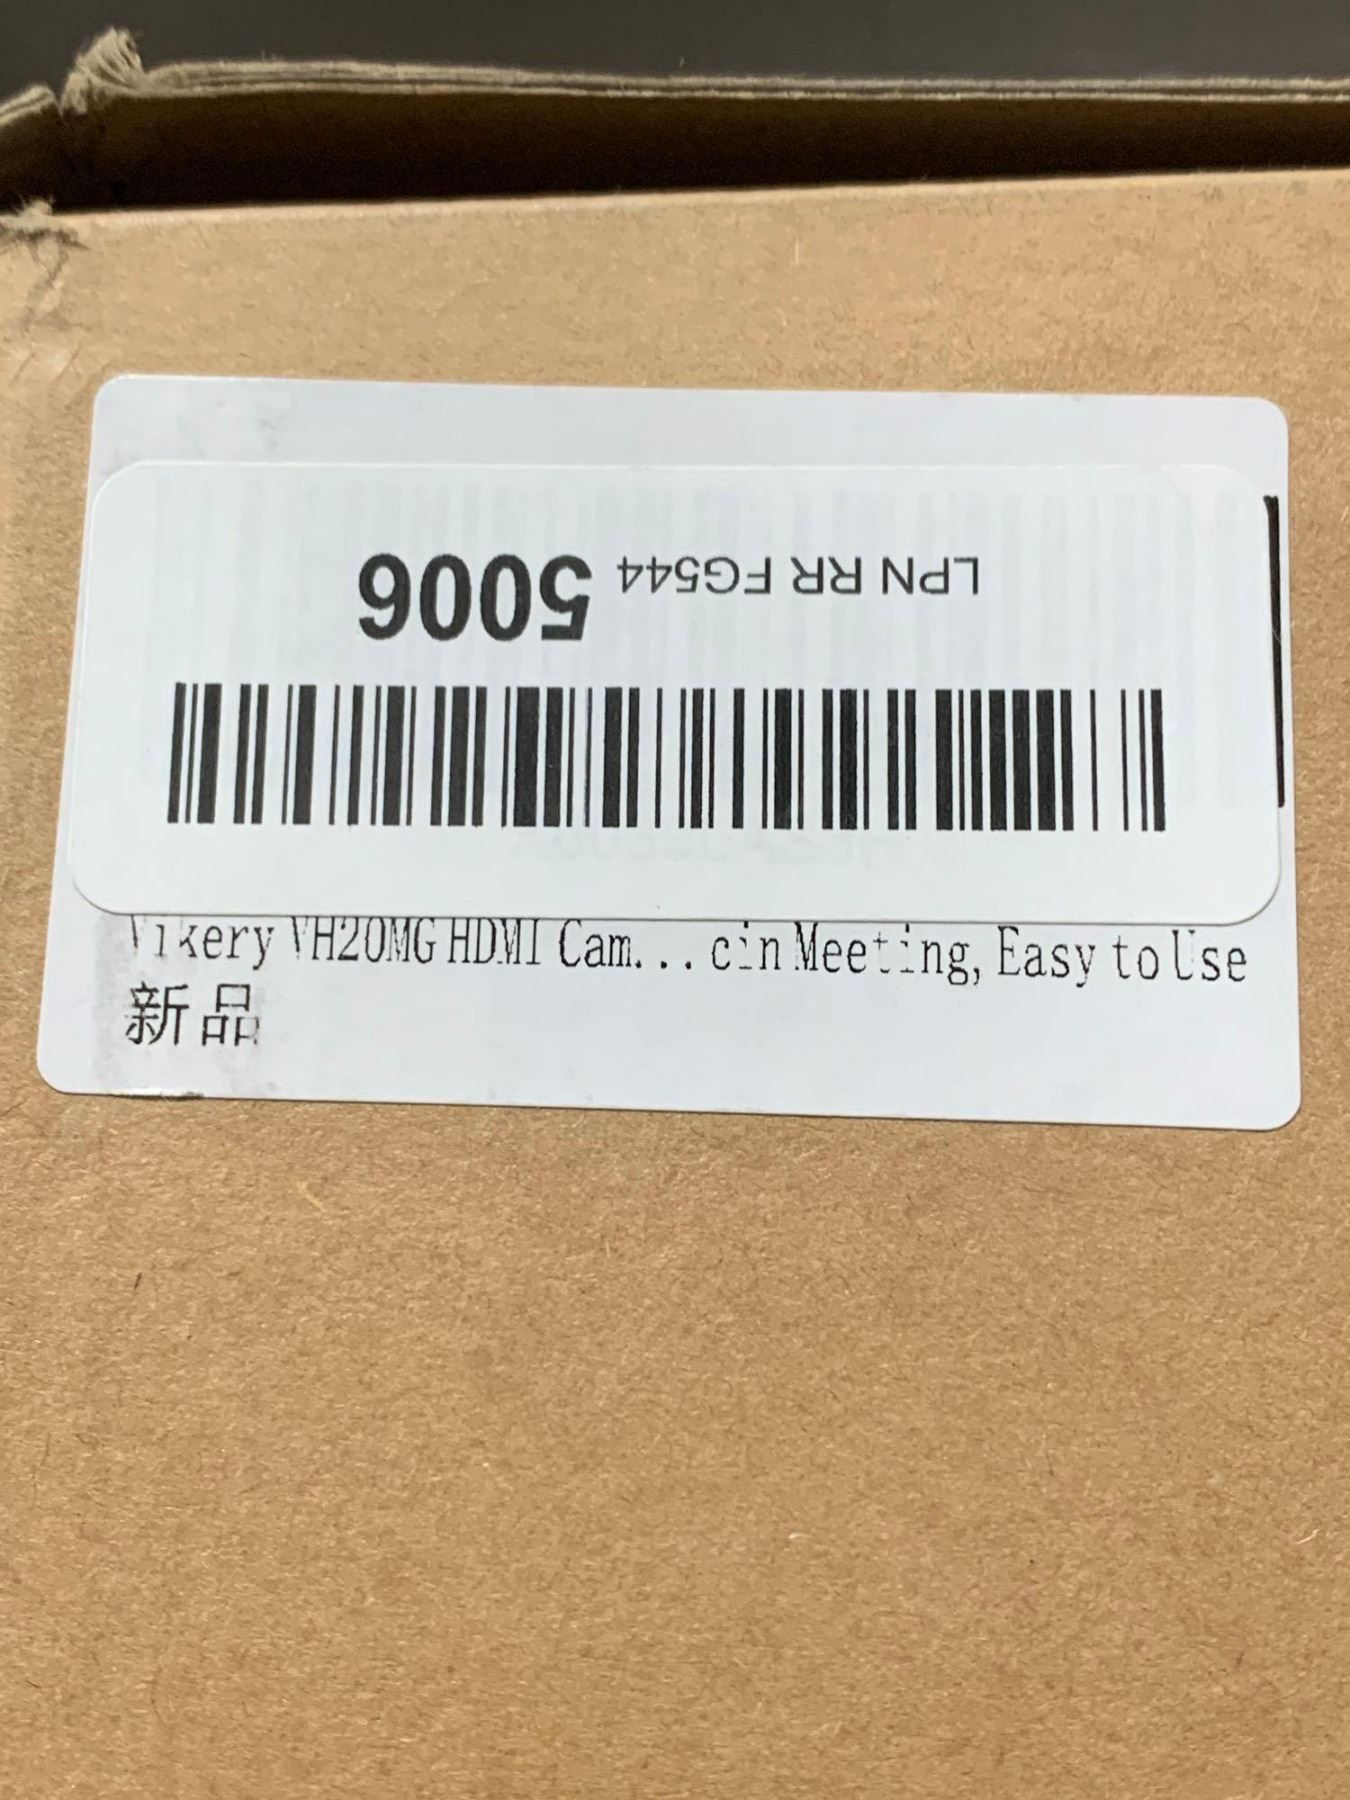 LPN RR FG544 5006
Vikery VH20MG HDMI Cam...cin Meeting, Easy to Use
新品